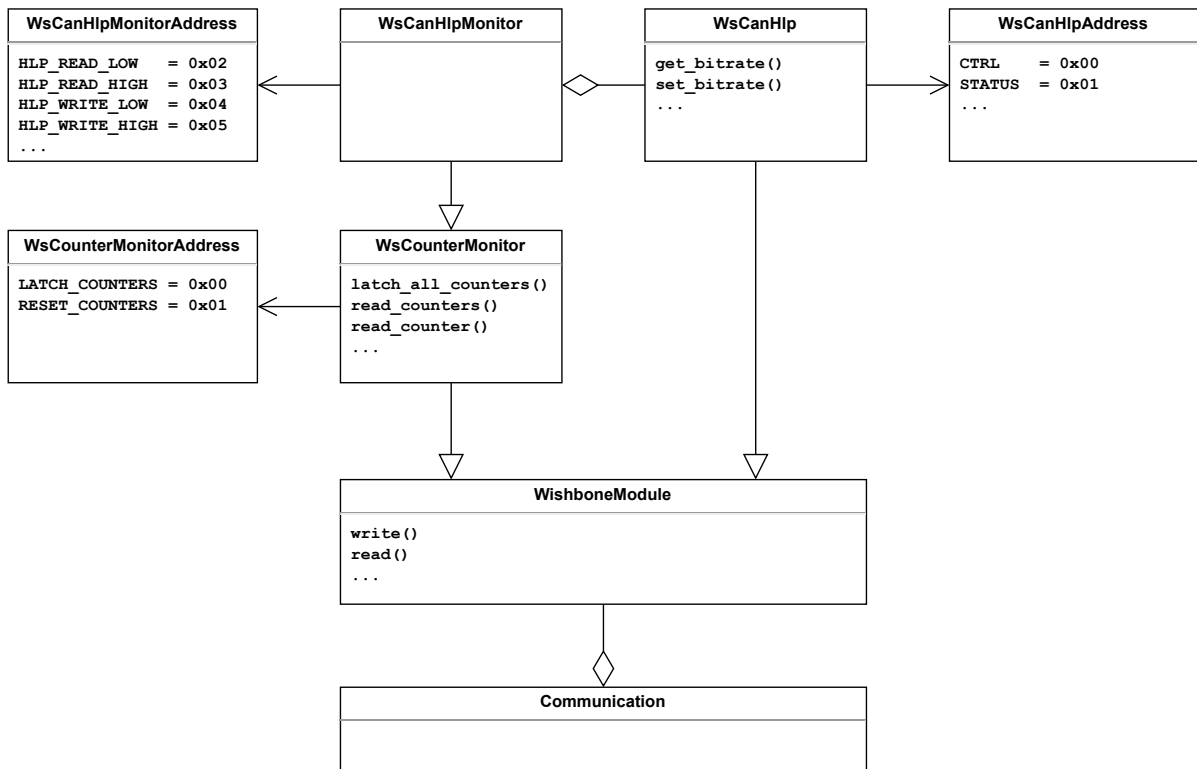 WsCanHlpMonitorAddress
HLP_READ_LOW = 0x02
HLP_READ_HIGH = 0x03
HLP_WRITE_LOW = 0x04
HLP_WRITE_HIGH = 0x05
...
WsCanHlpMonitor
WsCanHlp
get_bitrate()
set_bitrate()
...
WsCanHlpAddress
CTRL = 0x00
STATUS = 0x01
...
WsCounterMonitorAddress
LATCH_COUNTERS = 0x00
RESET_COUNTERS = 0x01
WsCounterMonitor
latch_all_counters()
read_counters()
read_counter()
...
WishboneModule
write()
read()
...
Communication